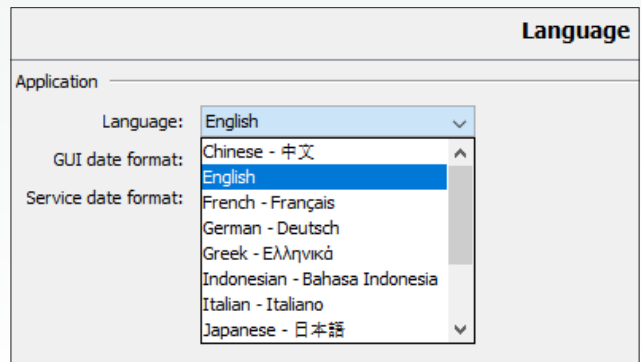 Language
Application
Language: English
GUI date format:
Service date format:
Chinese - 中文
English
French - Français
German - Deutsch
Greek - Ελληνικά
Indonesian - Bahasa Indonesia
Italian - Italiano
Japanese - 日本語